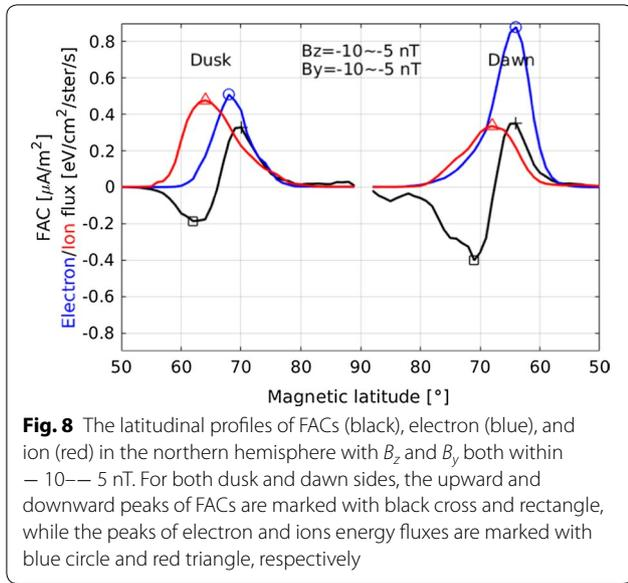 Bz=-10~-5 nT
By=-10~-5 nT
Dusk
Dawn
0.8
0.6
0.4
0.2
0
-0.2
-0.4
-0.6
-0.8
FAC [μA/m²]
Electron/Ion flux [eV/cm²/ster/s]
50 60 70 80 90 80 70 60 50
Magnetic latitude [°]
Fig. 8 The latitudinal profiles of FACs (black), electron (blue), and
ion (red) in the northern hemisphere with Bz and By both within
− 10–− 5 nT. For both dusk and dawn sides, the upward and
downward peaks of FACs are marked with black cross and rectangle,
while the peaks of electron and ions energy fluxes are marked with
blue circle and red triangle, respectively